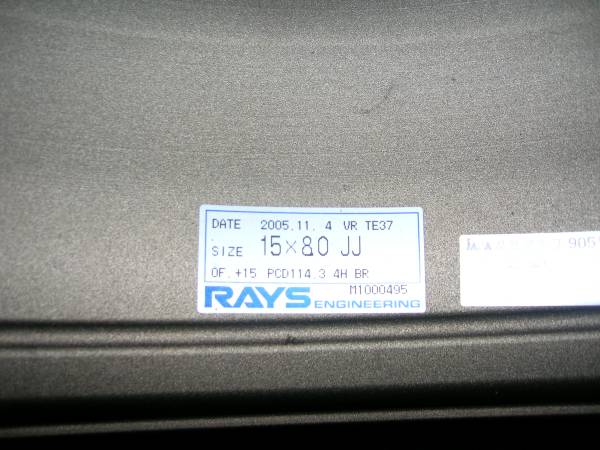 DATE 2005.11. 4 VR TE37
SIZE 15×8.0 JJ
OF.+15 PCD114.3 4H BR
M1000495
RAYS ENGINEERING